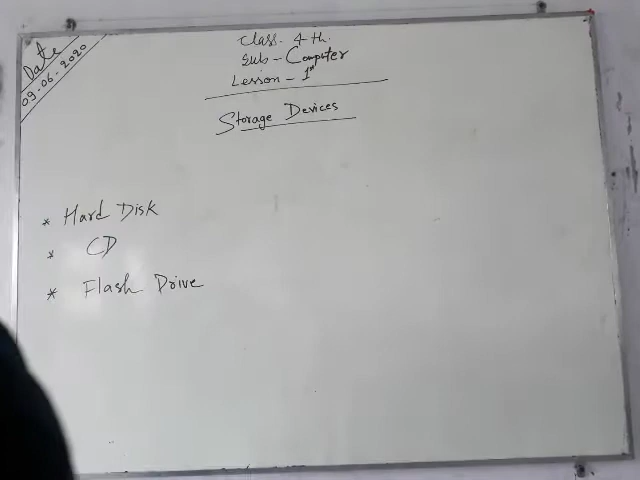 Date
09.06.2020
Class- 4th.
Sub- Computer
Lesson - 1st
Storage Devices
* Hard Disk
* CD
* Flash Drive